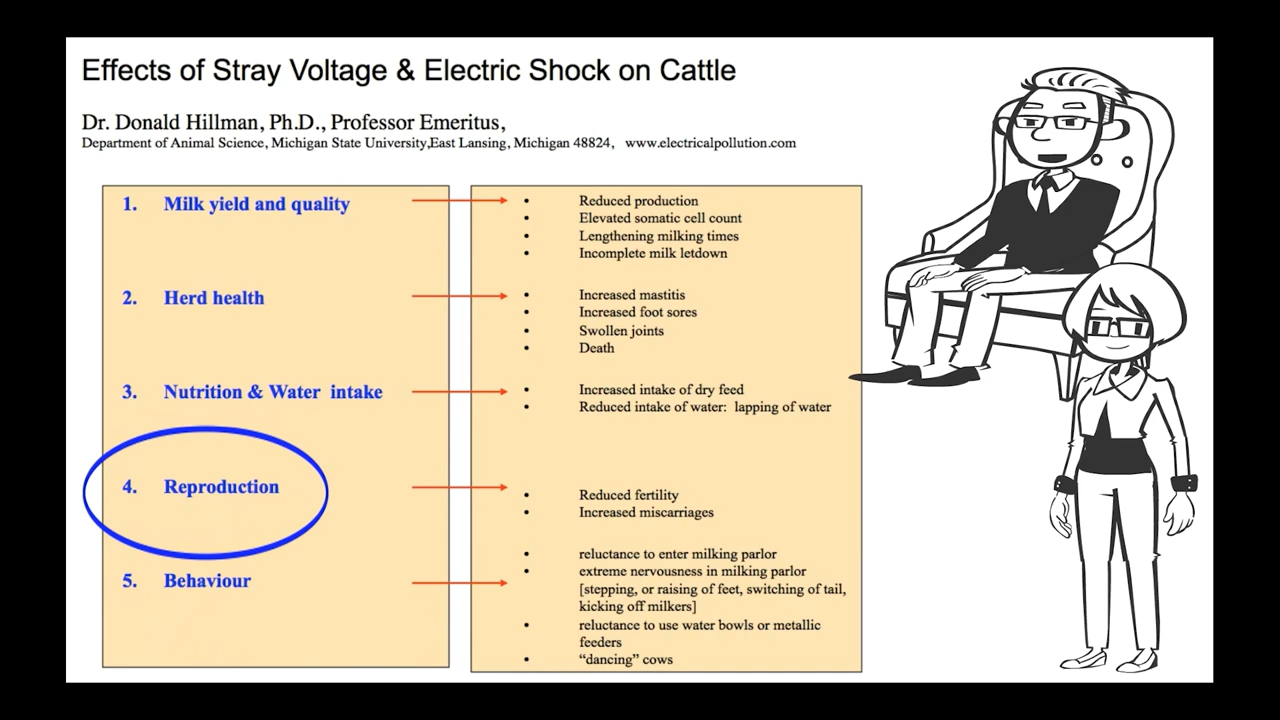 Effects of Stray Voltage & Electric Shock on Cattle
Dr. Donald Hillman, Ph.D., Professor Emeritus,
Department of Animal Science, Michigan State University,East Lansing, Michigan 48824, www.electricalpollution.com
1. Milk yield and quality
• Reduced production
• Elevated somatic cell count
• Lengthening milking times
• Incomplete milk letdown
2. Herd health
• Increased mastitis
• Increased foot sores
• Swollen joints
• Death
3. Nutrition & Water intake
• Increased intake of dry feed
• Reduced intake of water: lapping of water
4. Reproduction
• Reduced fertility
• Increased miscarriages
5. Behaviour
• reluctance to enter milking parlor
• extreme nervousness in milking parlor
[stepping, or raising of feet, switching of tail,
kicking off milkers]
• reluctance to use water bowls or metallic
feeders
• “dancing” cows